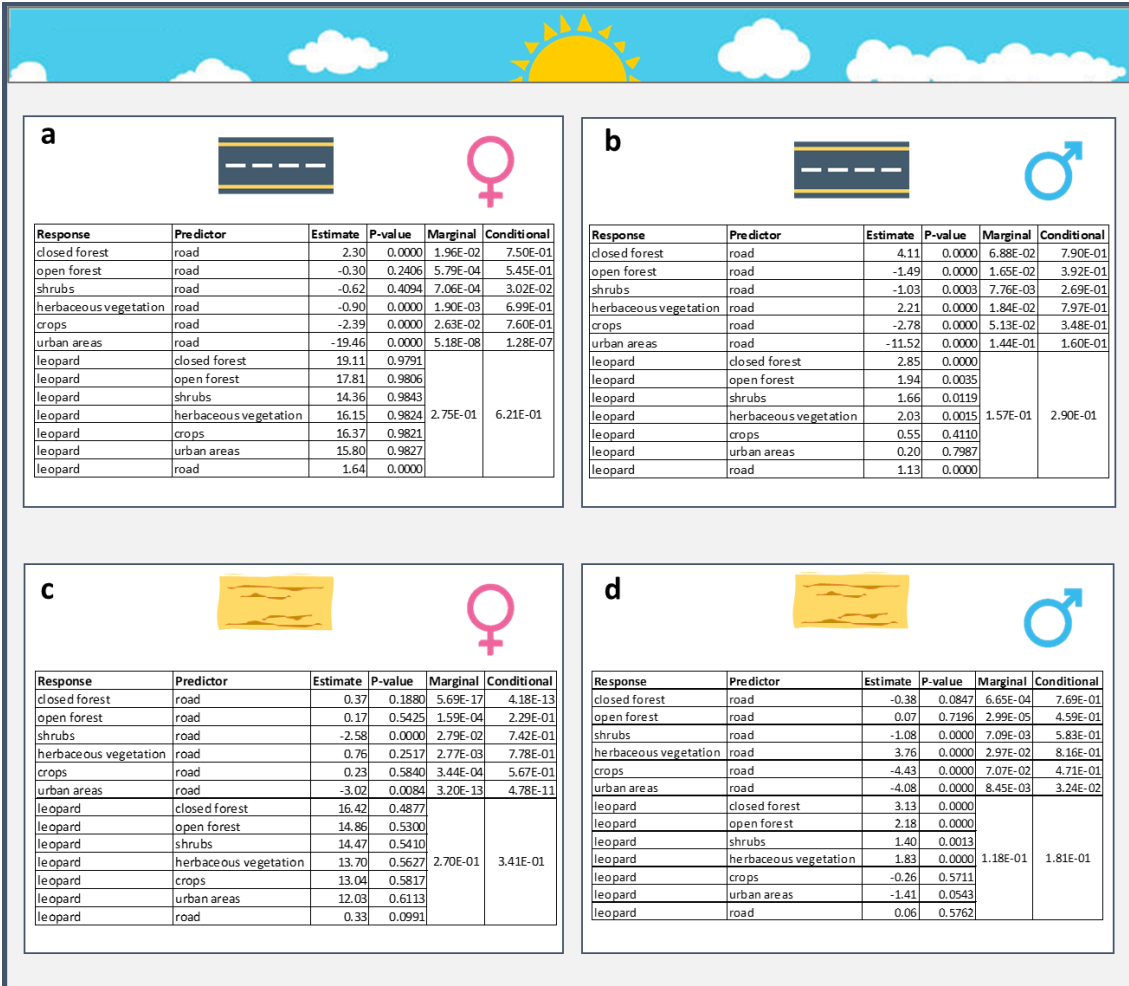 a
Response Predictor Estimate P-value Marginal Conditional
closed forest road 2.30 0.0000 1.96E-02 7.50E-01
open forest road -0.30 0.2406 5.79E-04 5.45E-01
shrubs road -0.62 0.4094 7.06E-04 3.02E-02
herbaceous vegetation road -0.90 0.0000 1.90E-03 6.99E-01
crops road -2.39 0.0000 2.63E-02 7.60E-01
urban areas road -19.46 0.0000 5.18E-08 1.28E-07
leopard closed forest 19.11 0.9791
leopard open forest 17.81 0.9806
leopard shrubs 14.36 0.9843
leopard herbaceous vegetation 16.15 0.9824 2.75E-01 6.21E-01
leopard crops 16.37 0.9821
leopard urban areas 15.80 0.9827
leopard road 1.64 0.0000
b
Response Predictor Estimate P-value Marginal Conditional
closed forest road 4.11 0.0000 6.88E-02 7.90E-01
open forest road -1.49 0.0000 1.65E-02 3.92E-01
shrubs road -1.03 0.0003 7.76E-03 2.69E-01
herbaceous vegetation road 2.21 0.0000 1.84E-02 7.97E-01
crops road -2.78 0.0000 5.13E-02 3.48E-01
urban areas road -11.52 0.0000 1.44E-01 1.60E-01
leopard closed forest 2.85 0.0000
leopard open forest 1.94 0.0035
leopard shrubs 1.66 0.0119
leopard herbaceous vegetation 2.03 0.0015 1.57E-01 2.90E-01
leopard crops 0.55 0.4110
leopard urban areas 0.20 0.7987
leopard road 1.13 0.0000
c
Response Predictor Estimate P-value Marginal Conditional
closed forest road 0.37 0.1880 5.69E-17 4.18E-13
open forest road 0.17 0.5425 1.59E-04 2.29E-01
shrubs road -2.58 0.0000 2.79E-02 7.42E-01
herbaceous vegetation road 0.76 0.2517 2.77E-03 7.78E-01
crops road 0.23 0.5840 3.44E-04 5.67E-01
urban areas road -3.02 0.0084 3.20E-13 4.78E-11
leopard closed forest 16.42 0.4877
leopard open forest 14.86 0.5300
leopard shrubs 14.47 0.5410
leopard herbaceous vegetation 13.70 0.5627 2.70E-01 3.41E-01
leopard crops 13.04 0.5817
leopard urban areas 12.03 0.6113
leopard road 0.33 0.0991
d
Response Predictor Estimate P-value Marginal Conditional
closed forest road -0.38 0.0847 6.65E-04 7.69E-01
open forest road 0.07 0.7196 2.99E-05 4.59E-01
shrubs road -1.08 0.0000 7.09E-03 5.83E-01
herbaceous vegetation road 3.76 0.0000 2.97E-02 8.16E-01
crops road -4.43 0.0000 7.07E-02 4.71E-01
urban areas road -4.08 0.0000 8.45E-03 3.24E-02
leopard closed forest 3.13 0.0000
leopard open forest 2.18 0.0000
leopard shrubs 1.40 0.0013
leopard herbaceous vegetation 1.83 0.0000 1.18E-01 1.81E-01
leopard crops -0.26 0.5711
leopard urban areas -1.41 0.0543
leopard road 0.06 0.5762